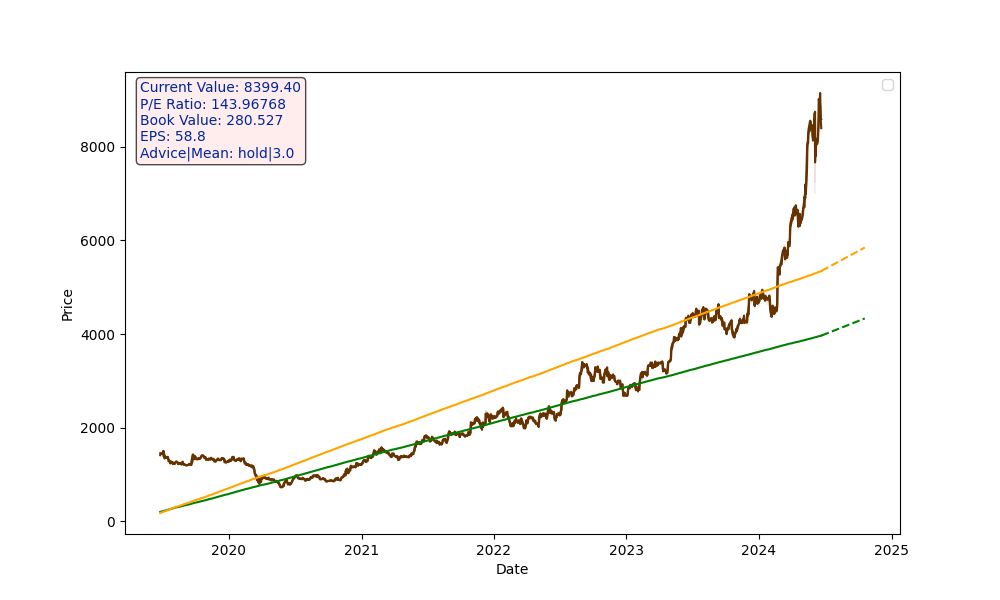 Current Value: 8399.40
P/E Ratio: 143.96768
Book Value: 280.527
EPS: 58.8
Advice|Mean: hold|3.0
8000
6000
4000
2000
0
Price
2020 2021 2022 2023 2024 2025
Date